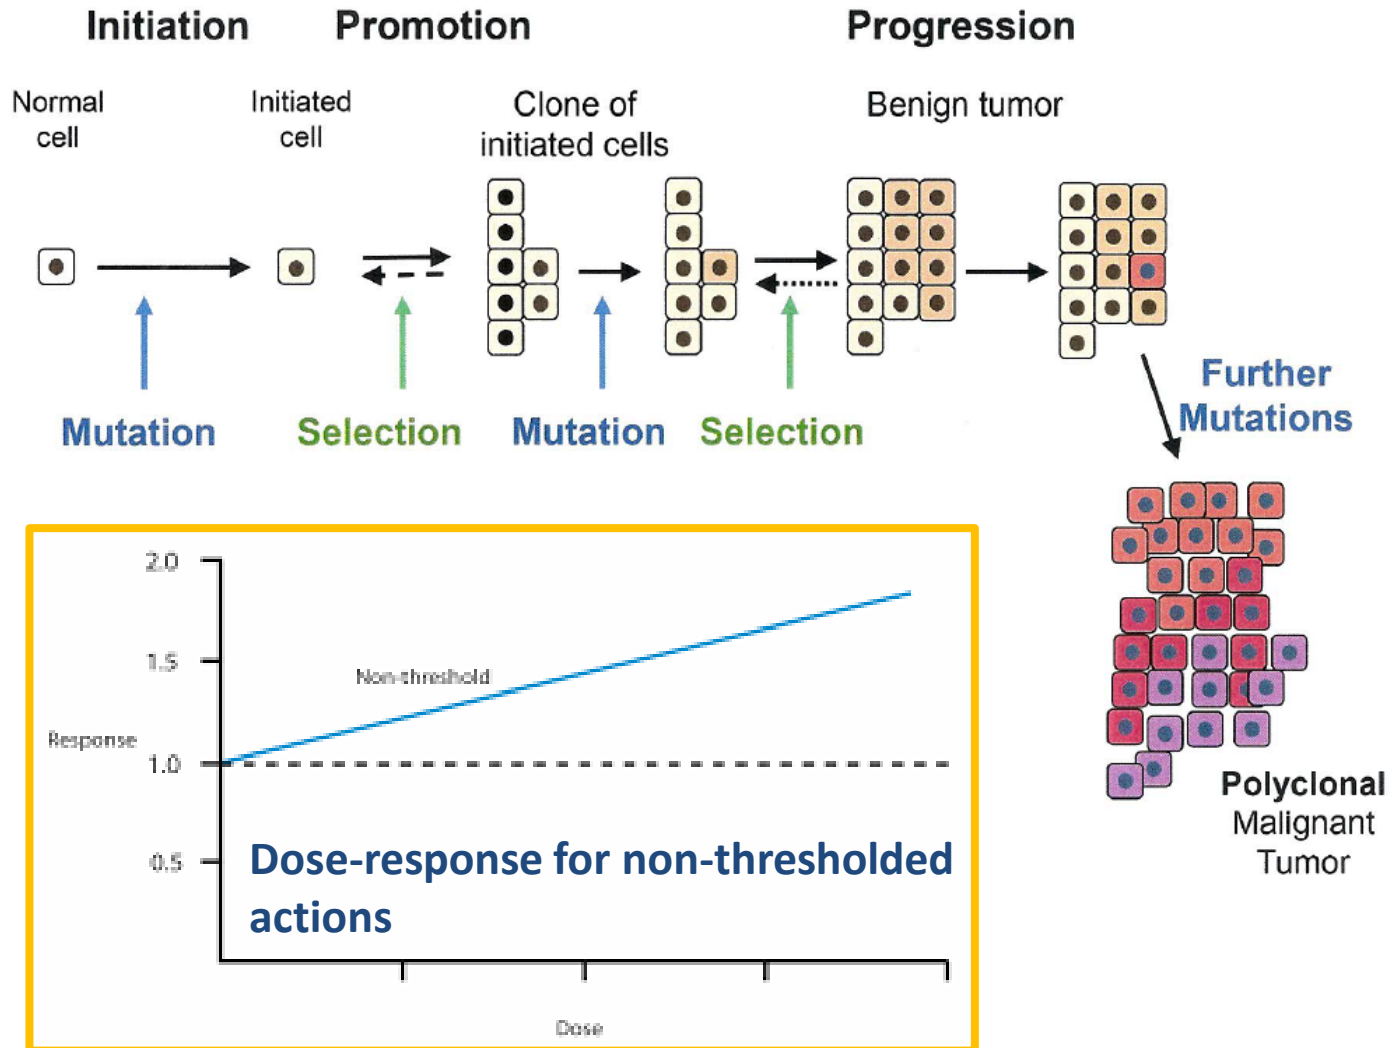 Initiation
Promotion
Progression
Normal
cell
Initiated
cell
Clone of
initiated cells
Benign tumor
Mutation
Selection
Mutation
Selection
Further
Mutations
Polyclonal
Malignant
Tumor
2.0
1.5
Non-threshold
Response
1.0
0.5
Dose-response for non-thresholded
actions
Dose